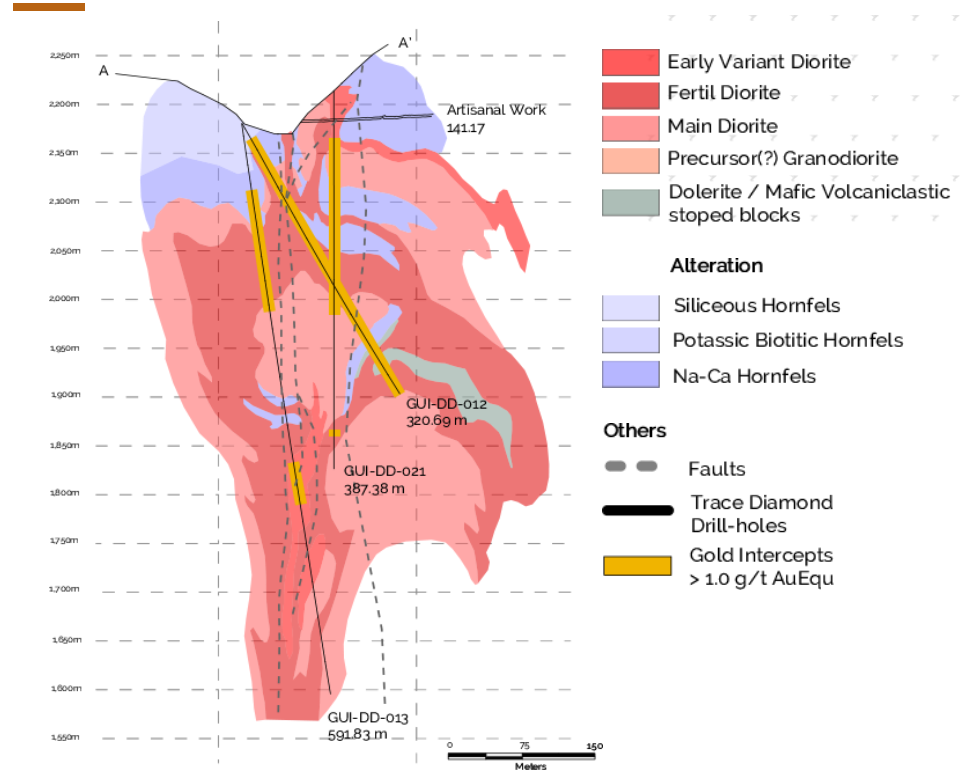 A
A'
2,250m
2,200m
2,150m
2,100m
2,050m
2,000m
1,950m
1,900m
1,850m
1,800m
1,750m
1,700m
1,650m
1,600m
1,550m
Artisanal Work
141.17
GUI-DD-012
320.69 m
GUI-DD-021
387.38 m
GUI-DD-013
591.83 m
0 75 150
Meters
Early Variant Diorite
Fertil Diorite
Main Diorite
Precursor(?) Granodiorite
Dolerite / Mafic Volcaniclastic
stoped blocks
Alteration
Siliceous Hornfels
Potassic Biotitic Hornfels
Na-Ca Hornfels
Others
Faults
Trace Diamond
Drill-holes
Gold Intercepts
> 1.0 g/t AuEqu